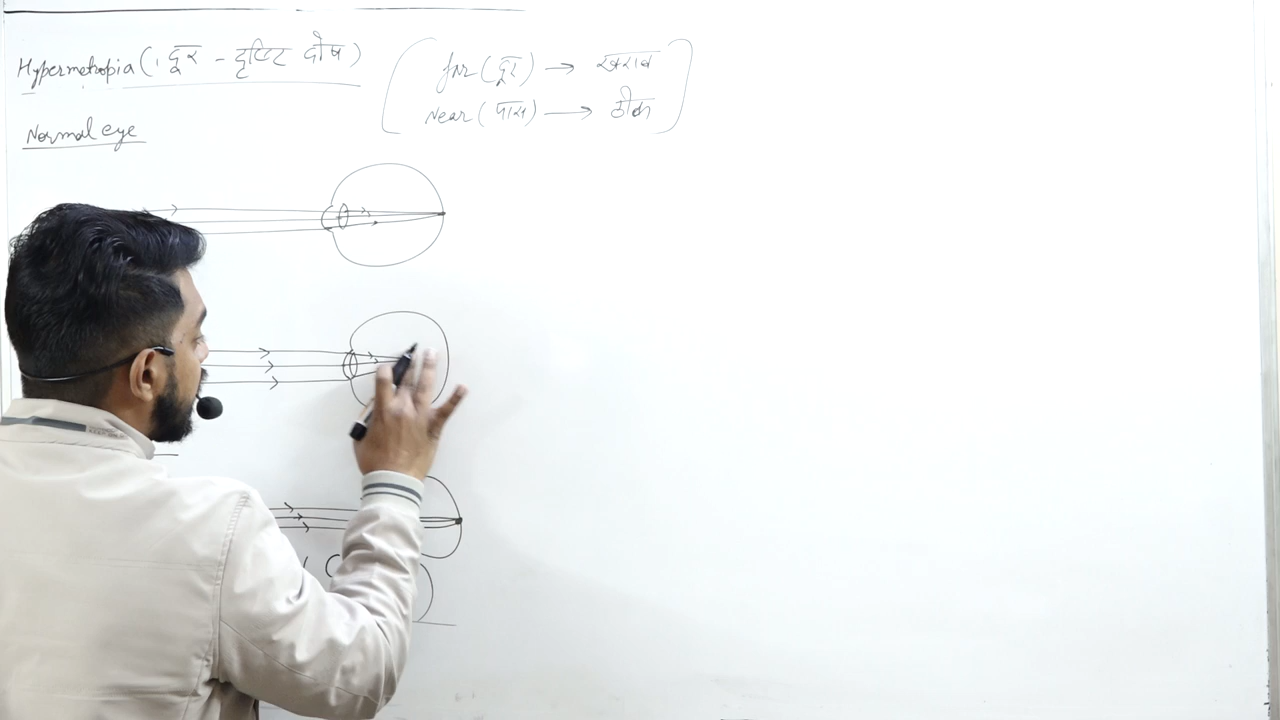 Hypermetropia (दूर - दृष्टि दोष)
far (दूर) → खराब
Near (पास) → ठीक
Normal eye